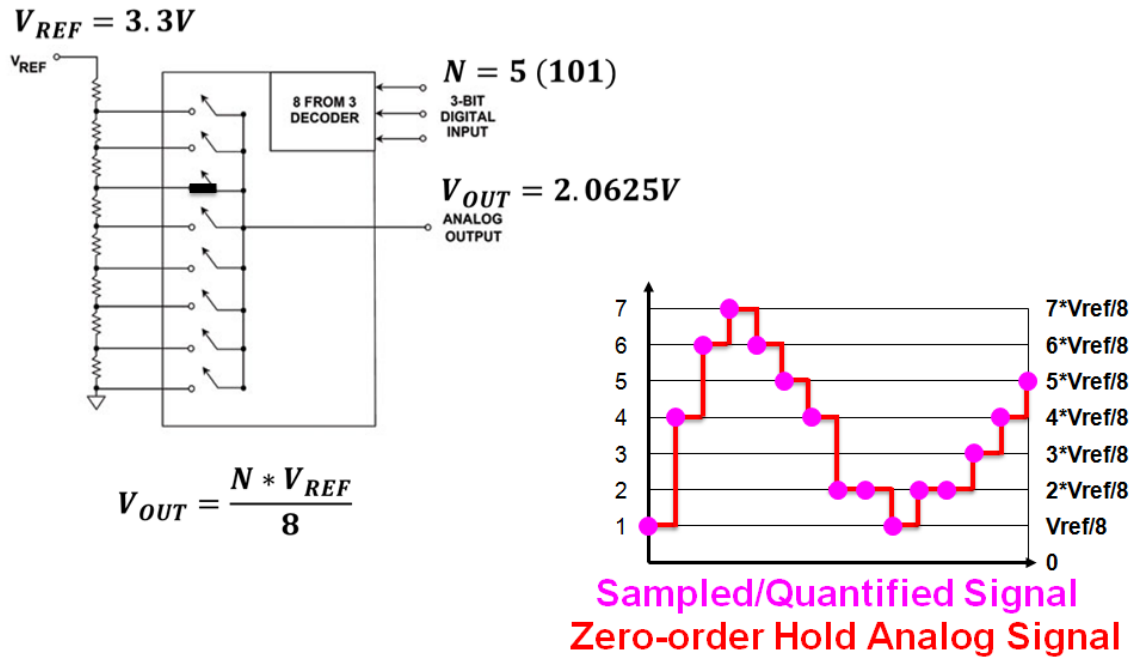 V_REF = 3.3V
VREF
8 FROM 3
DECODER
N = 5 (101)
3-BIT
DIGITAL
INPUT
V_OUT = 2.0625V
ANALOG
OUTPUT
V_OUT = N * V_REF / 8
7 7*Vref/8
6 6*Vref/8
5 5*Vref/8
4 4*Vref/8
3 3*Vref/8
2 2*Vref/8
1 Vref/8
0
Sampled/Quantified Signal
Zero-order Hold Analog Signal